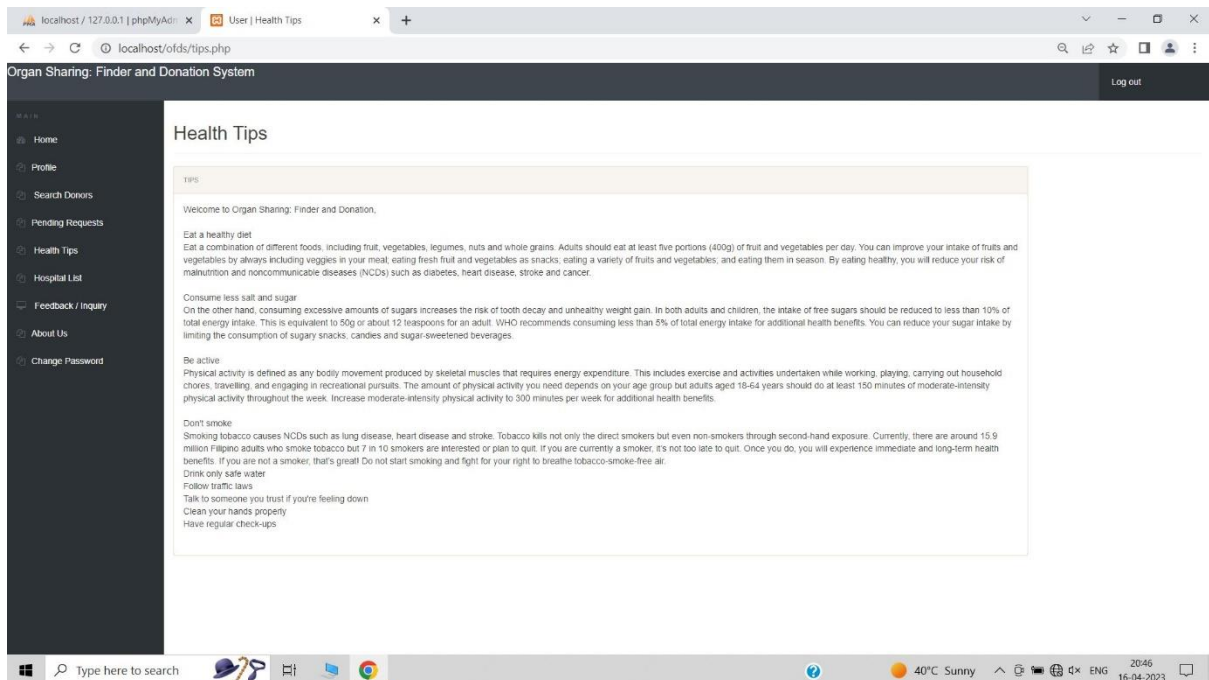 localhost / 127.0.0.1 | phpMyAdm
User | Health Tips
localhost/ofds/tips.php
Organ Sharing: Finder and Donation System
Log out
MAIN
Home
Profile
Search Donors
Pending Requests
Health Tips
Hospital List
Feedback / Inquiry
About Us
Change Password
Health Tips
TIPS
Welcome to Organ Sharing: Finder and Donation,
Eat a healthy diet
Eat a combination of different foods, including fruit, vegetables, legumes, nuts and whole grains. Adults should eat at least five portions (400g) of fruit and vegetables per day. You can improve your intake of fruits and
vegetables by always including veggies in your meal; eating fresh fruit and vegetables as snacks; eating a variety of fruits and vegetables; and eating them in season. By eating healthy, you will reduce your risk of
malnutrition and noncommunicable diseases (NCDs) such as diabetes, heart disease, stroke and cancer.
Consume less salt and sugar
On the other hand, consuming excessive amounts of sugars increases the risk of tooth decay and unhealthy weight gain. In both adults and children, the intake of free sugars should be reduced to less than 10% of
total energy intake. This is equivalent to 50g or about 12 teaspoons for an adult. WHO recommends consuming less than 5% of total energy intake for additional health benefits. You can reduce your sugar intake by
limiting the consumption of sugary snacks, candies and sugar-sweetened beverages.
Be active
Physical activity is defined as any bodily movement produced by skeletal muscles that requires energy expenditure. This includes exercise and activities undertaken while working, playing, carrying out household
chores, travelling, and engaging in recreational pursuits. The amount of physical activity you need depends on your age group but adults aged 18-64 years should do at least 150 minutes of moderate-intensity
physical activity throughout the week. Increase moderate-intensity physical activity to 300 minutes per week for additional health benefits.
Don't smoke
Smoking tobacco causes NCDs such as lung disease, heart disease and stroke. Tobacco kills not only the direct smokers but even non-smokers through second-hand exposure. Currently, there are around 15.9
million Filipino adults who smoke tobacco but 7 in 10 smokers are interested or plan to quit. If you are currently a smoker, it's not too late to quit. Once you do, you will experience immediate and long-term health
benefits. If you are not a smoker, that's great! Do not start smoking and fight for your right to breathe tobacco-smoke-free air.
Drink only safe water
Follow traffic laws
Talk to someone you trust if you're feeling down
Clean your hands properly
Have regular check-ups
Type here to search
40°C Sunny
ENG
20:46
16-04-2023